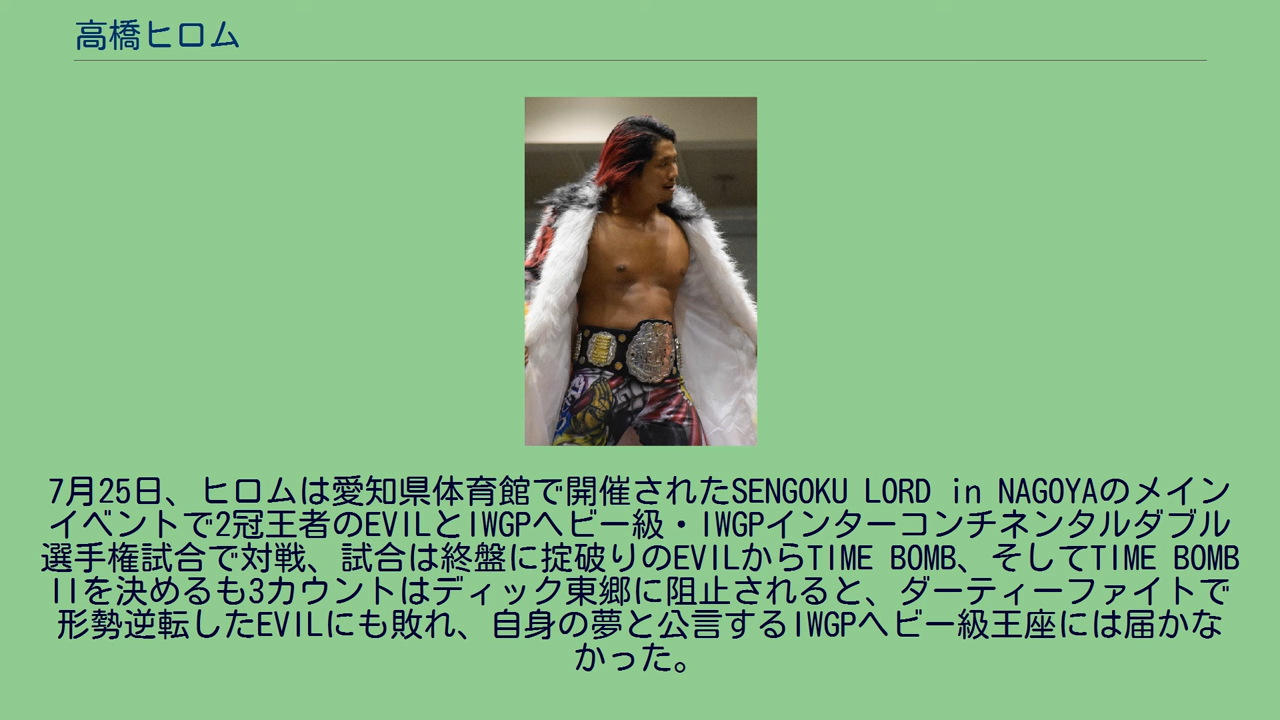 高橋ヒロム
7月25日、ヒロムは愛知県体育館で開催されたSENGOKU LORD in NAGOYAのメイン
イベントで2冠王者のEVILとIWGPヘビー級・IWGPインターコンチネンタルダブル
選手権試合で対戦、試合は終盤に掟破りのEVILからTIME BOMB、そしてTIME BOMB
IIを決めるも3カウントはディック東郷に阻止されると、ダーティーファイトで
形勢逆転したEVILにも敗れ、自身の夢と公言するIWGPヘビー級王座には届かな
かった。